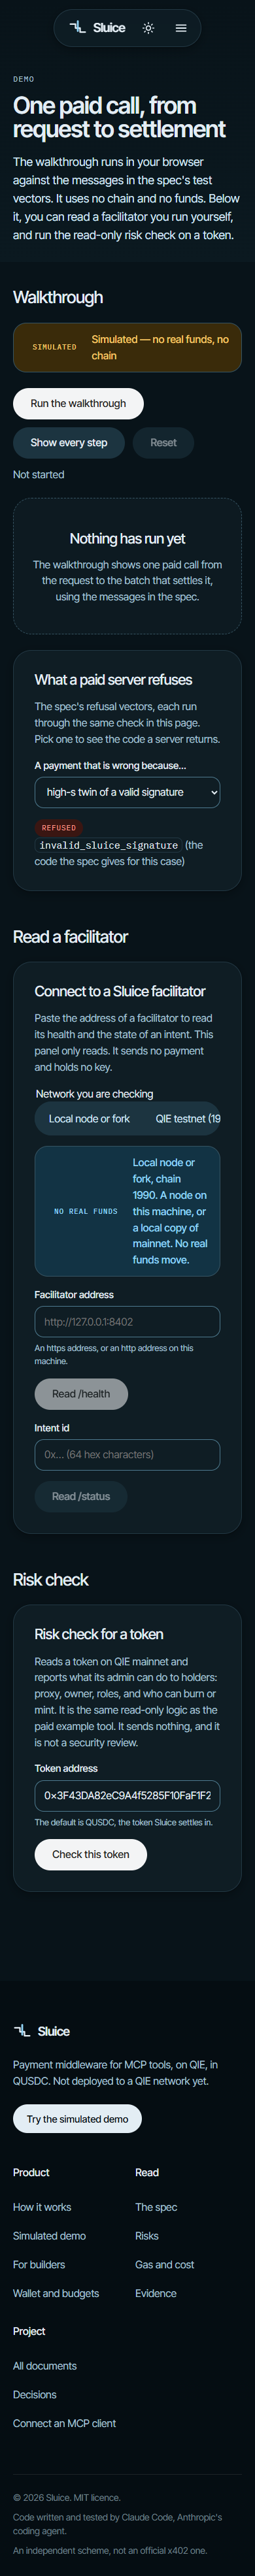 Sluice
DEMO
One paid call, from
request to settlement
The walkthrough runs in your browser
against the messages in the spec's test
vectors. It uses no chain and no funds. Below
it, you can read a facilitator you run yourself,
and run the read-only risk check on a token.
Walkthrough
SIMULATED
Simulated — no real funds, no
chain
Run the walkthrough
Show every step
Reset
Not started
Nothing has run yet
The walkthrough shows one paid call from
the request to the batch that settles it,
using the messages in the spec.
What a paid server refuses
The spec's refusal vectors, each run
through the same check in this page.
Pick one to see the code a server returns.
A payment that is wrong because…
high-s twin of a valid signature
REFUSED
invalid_sluice_signature (the
code the spec gives for this case)
Read a facilitator
Connect to a Sluice facilitator
Paste the address of a facilitator to read
its health and the state of an intent. This
panel only reads. It sends no payment
and holds no key.
Network you are checking
Local node or fork
QIE testnet (19
NO REAL FUNDS
Local node or
fork, chain
1990. A node on
this machine, or
a local copy of
mainnet. No real
funds move.
Facilitator address
http://127.0.0.1:8402
An https address, or an http address on this
machine.
Read /health
Intent id
0x… (64 hex characters)
Read /status
Risk check
Risk check for a token
Reads a token on QIE mainnet and
reports what its admin can do to holders:
proxy, owner, roles, and who can burn or
mint. It is the same read-only logic as the
paid example tool. It sends nothing, and it
is not a security review.
Token address
0x3F43DA82eC9A4f5285F10FaF1F2
The default is QUSDC, the token Sluice settles in.
Check this token
Sluice
Payment middleware for MCP tools, on QIE, in
QUSDC. Not deployed to a QIE network yet.
Try the simulated demo
Product
How it works
Simulated demo
For builders
Wallet and budgets
Read
The spec
Risks
Gas and cost
Evidence
Project
All documents
Decisions
Connect an MCP client
© 2026 Sluice. MIT licence.
Code written and tested by Claude Code, Anthropic's
coding agent.
An independent scheme, not an official x402 one.